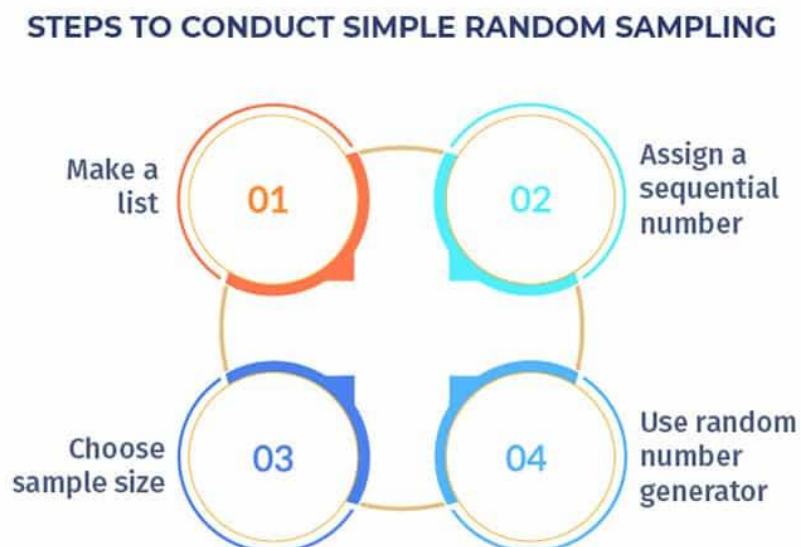 STEPS TO CONDUCT SIMPLE RANDOM SAMPLING
Make a
list
01
02
Assign a
sequential
number
Choose
sample size
03
04
Use random
number
generator